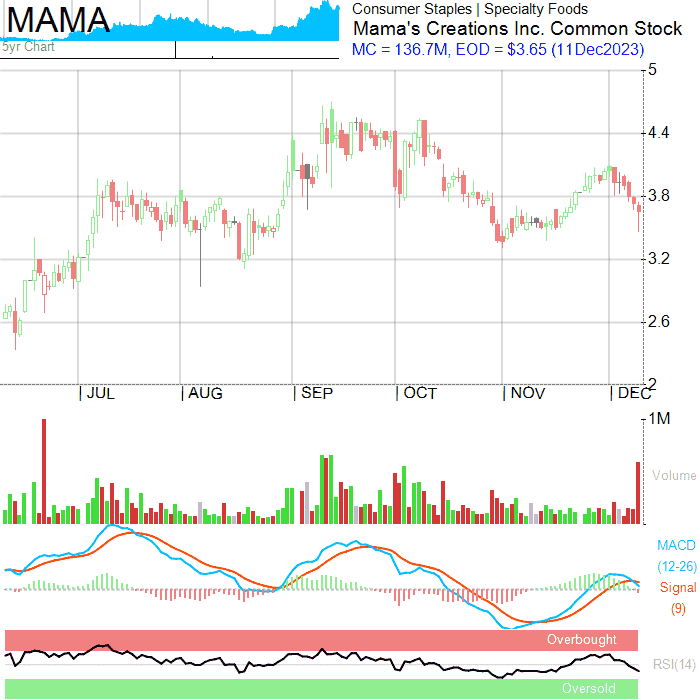 MAMA
5yr Chart
Consumer Staples | Specialty Foods
Mama's Creations Inc. Common Stock
MC = 136.7M, EOD = $3.65 (11Dec2023)
5
4.4
3.8
3.2
2.6
2
| JUL | AUG | SEP | OCT | NOV | DEC
1M
Volume
MACD
(12-26)
Signal
(9)
Overbought
RSI(14)
Oversold